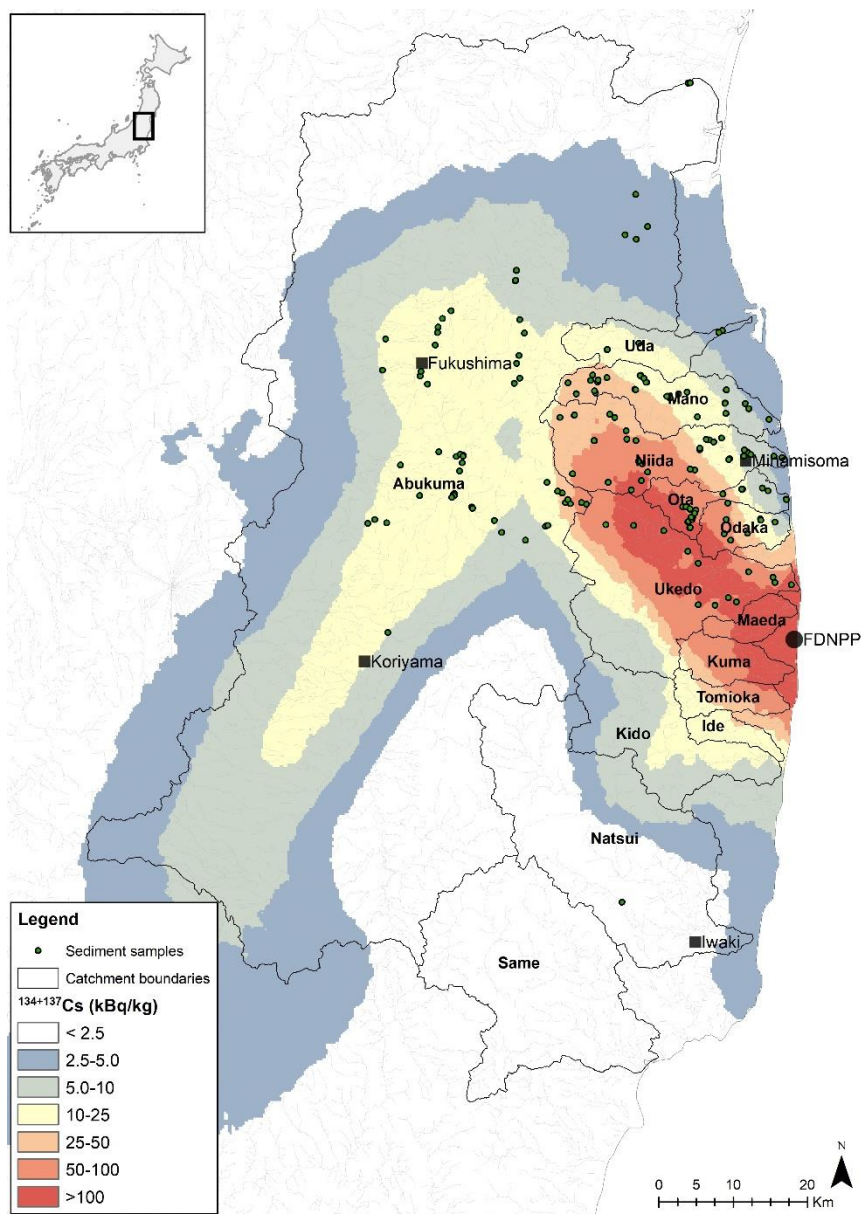 Uda
Fukushima
Mano
Niida
Minamisoma
Abukuma
Ota
Odaka
Ukedo
Maeda
FDNPP
Koriyama
Kuma
Tomioka
Ide
Kido
Natsui
Iwaki
Same
Legend
Sediment samples
Catchment boundaries
¹³⁴⁺¹³⁷Cs (kBq/kg)
< 2.5
2.5-5.0
5.0-10
10-25
25-50
50-100
>100
N
0 5 10 20
Km